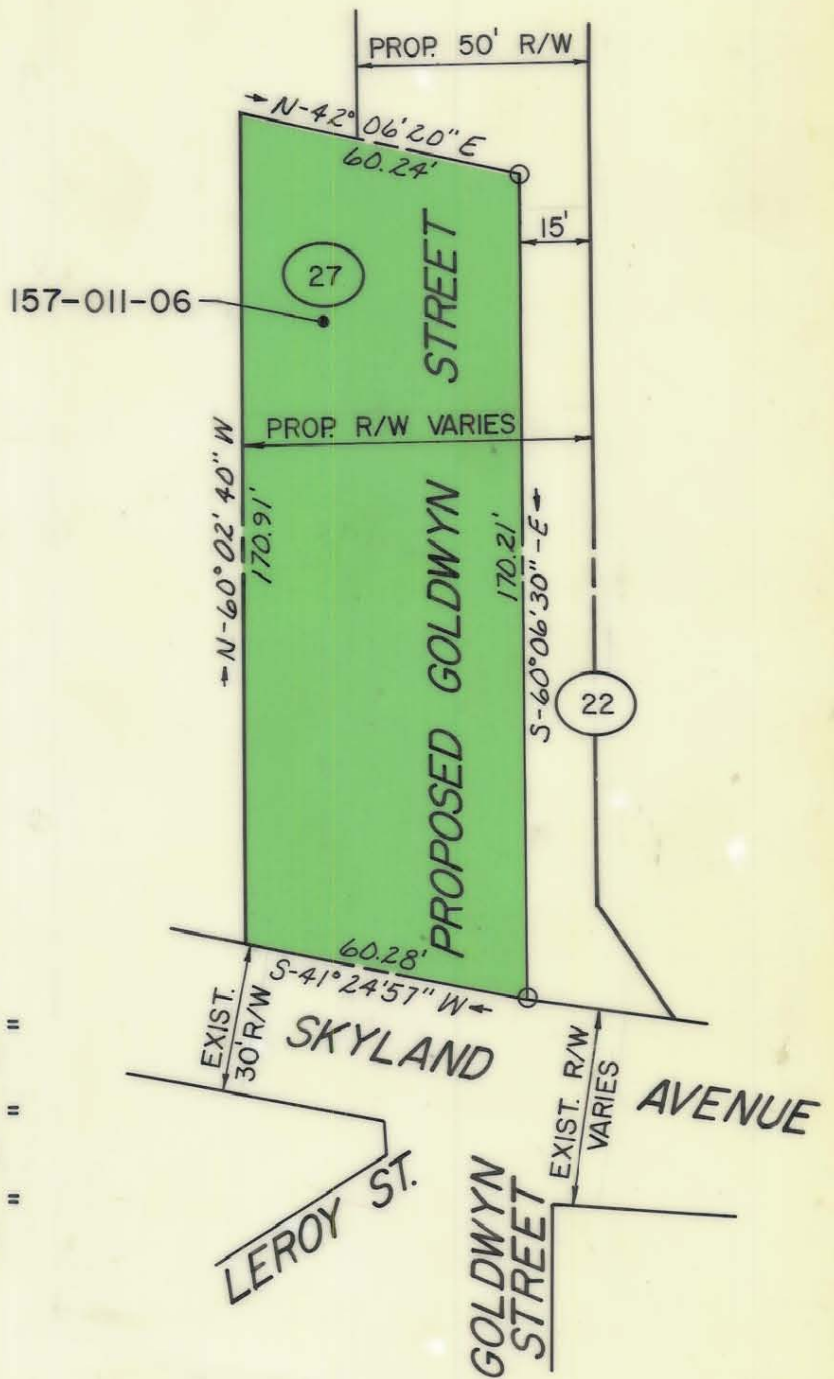 PROP. 50' R/W
N-42° 06'20" E
60.24'
15'
27
157-011-06
STREET
PROP. R/W VARIES
N-60° 02' 40" W
170.91'
PROPOSED GOLDWYN
170.21'
S-60° 06' 30"-E
22
60.28'
S-41° 24' 57" W
EXIST.
30' R/W
SKYLAND
AVENUE
EXIST. R/W
VARIES
LEROY ST.
GOLDWYN
STREET
"
"
"